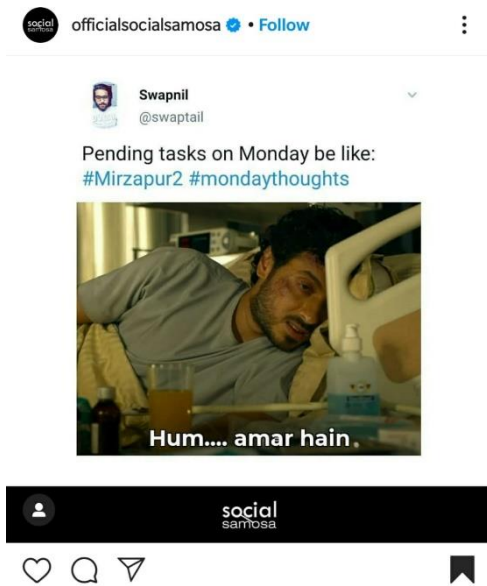 social
samosa
officialsocialsamosa • Follow
Swapnil
@swaptail
Pending tasks on Monday be like:
#Mirzapur2 #mondaythoughts
Hum.... amar hain.
social
samosa